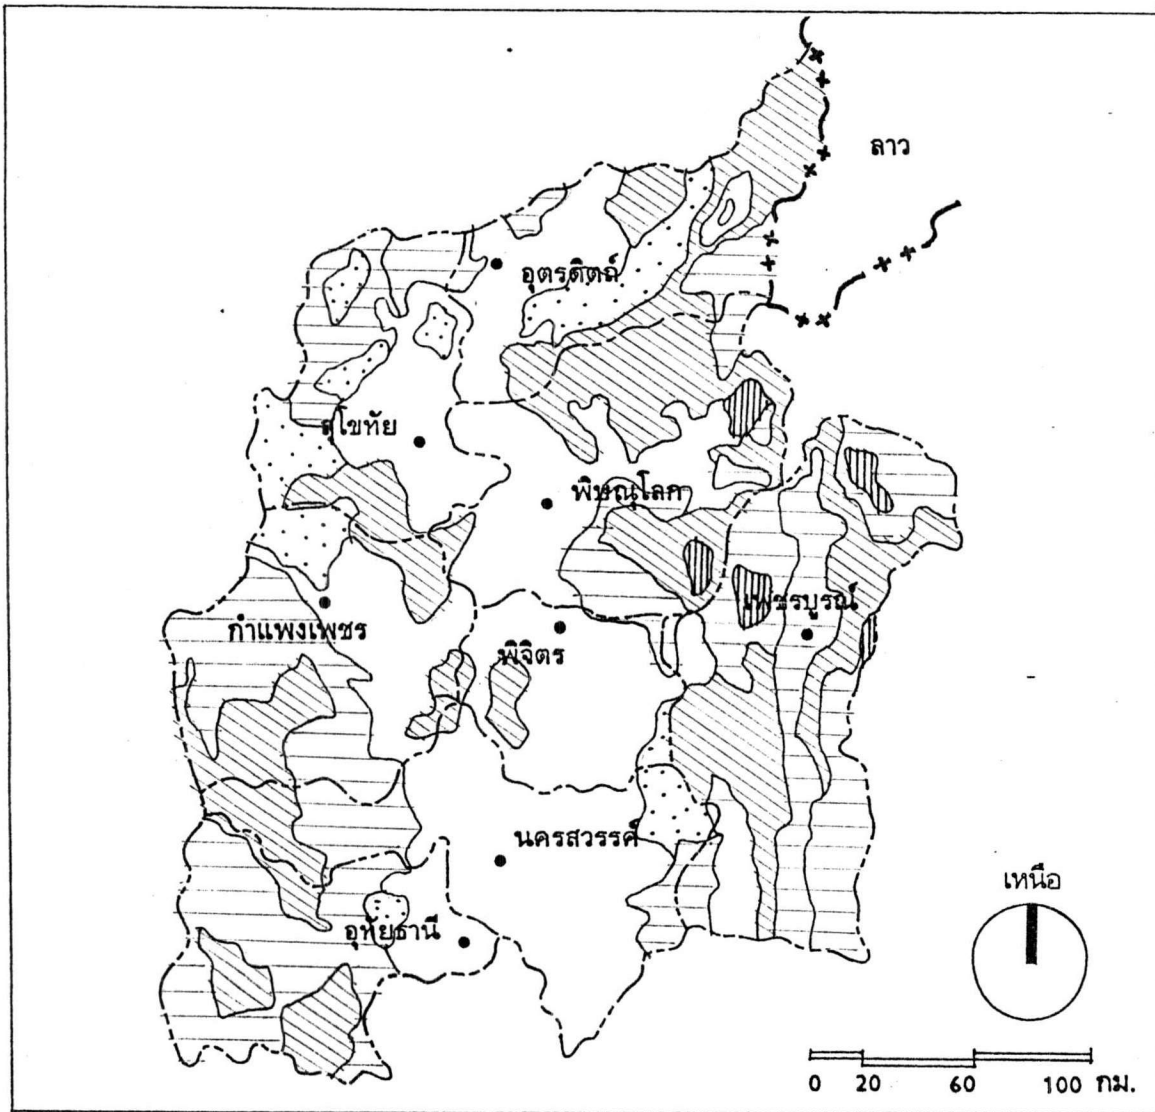 ลาว
อุตรดิตถ์
โขทัย
พิษณุโลก
เพชรบูรณ์
กำแพงเพชร
พิจิตร
นครสวรรค์
เหนือ
อุทัยธานี
0 20 60 100 กม.